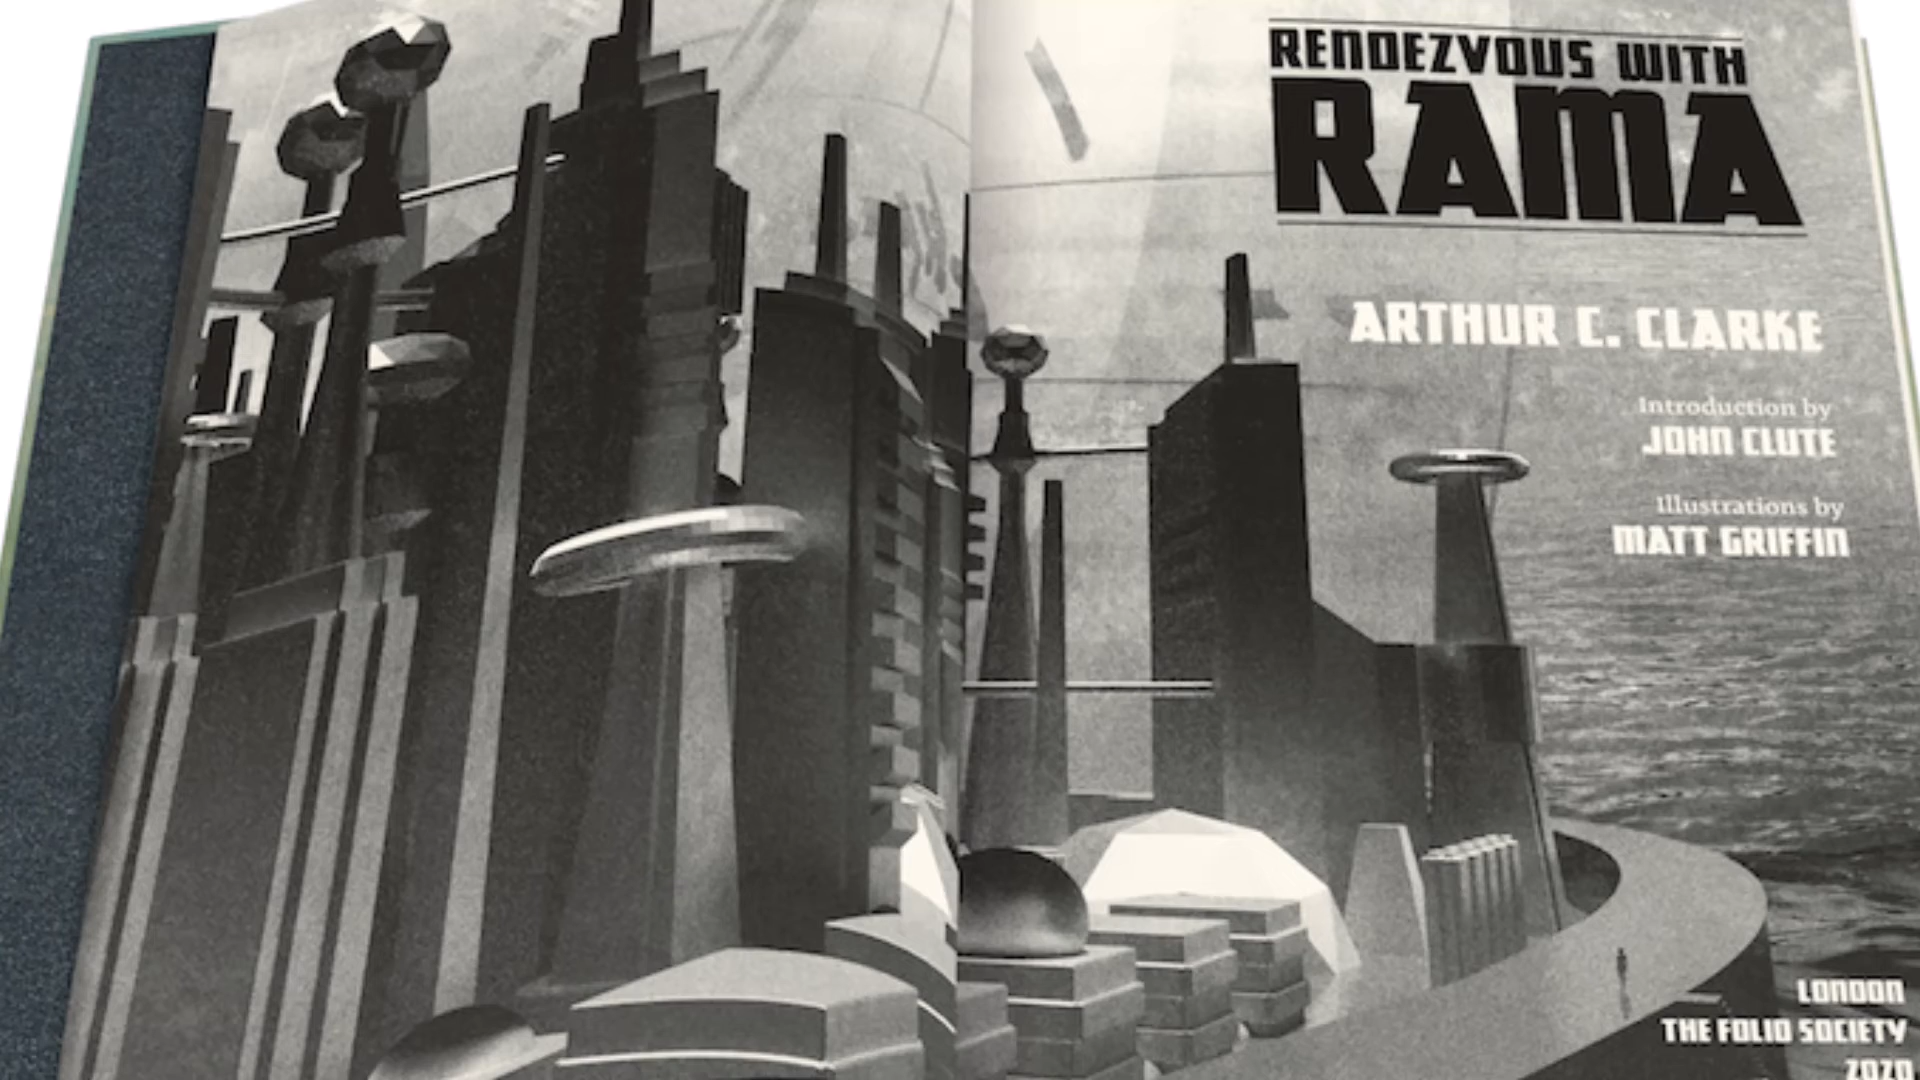 RENDEZVOUS WITH
RAMA
ARTHUR C. CLARKE
Introduction by
JOHN CLUTE
Illustrations by
MATT GRIFFIN
LONDON
THE FOLIO SOCIETY
2020